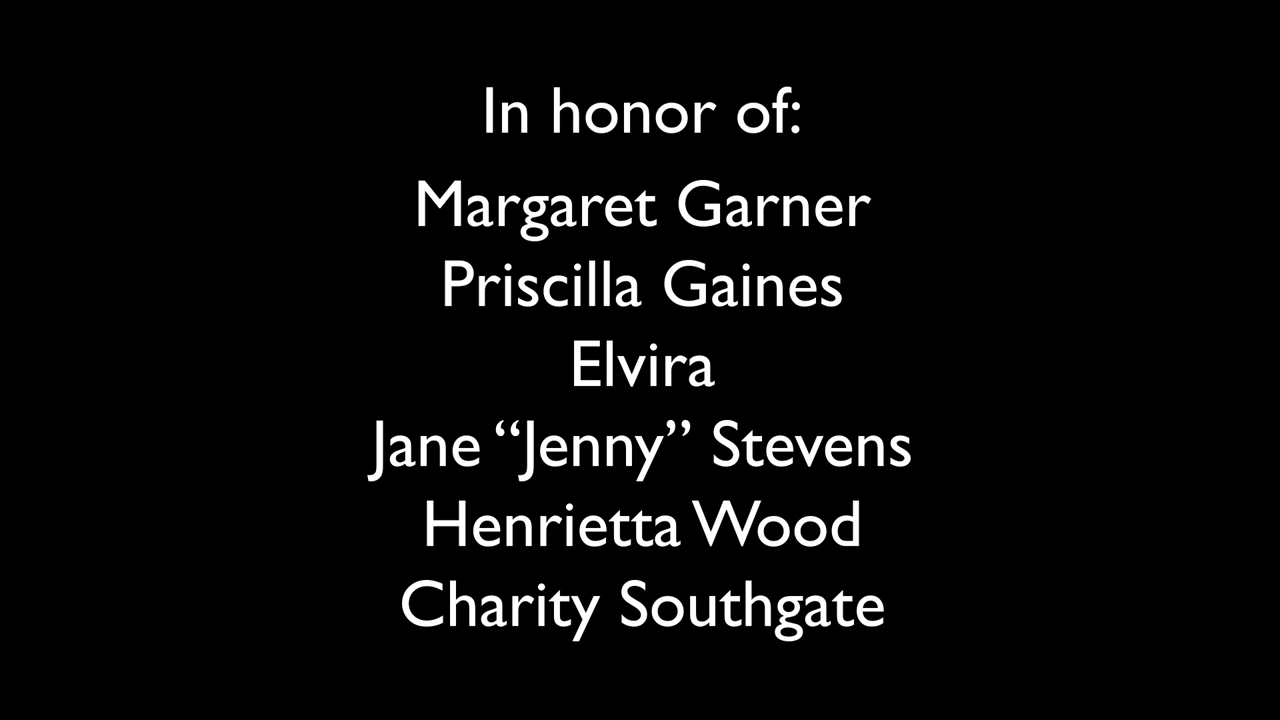 In honor of:
Margaret Garner
Priscilla Gaines
Elvira
Jane “Jenny” Stevens
Henrietta Wood
Charity Southgate